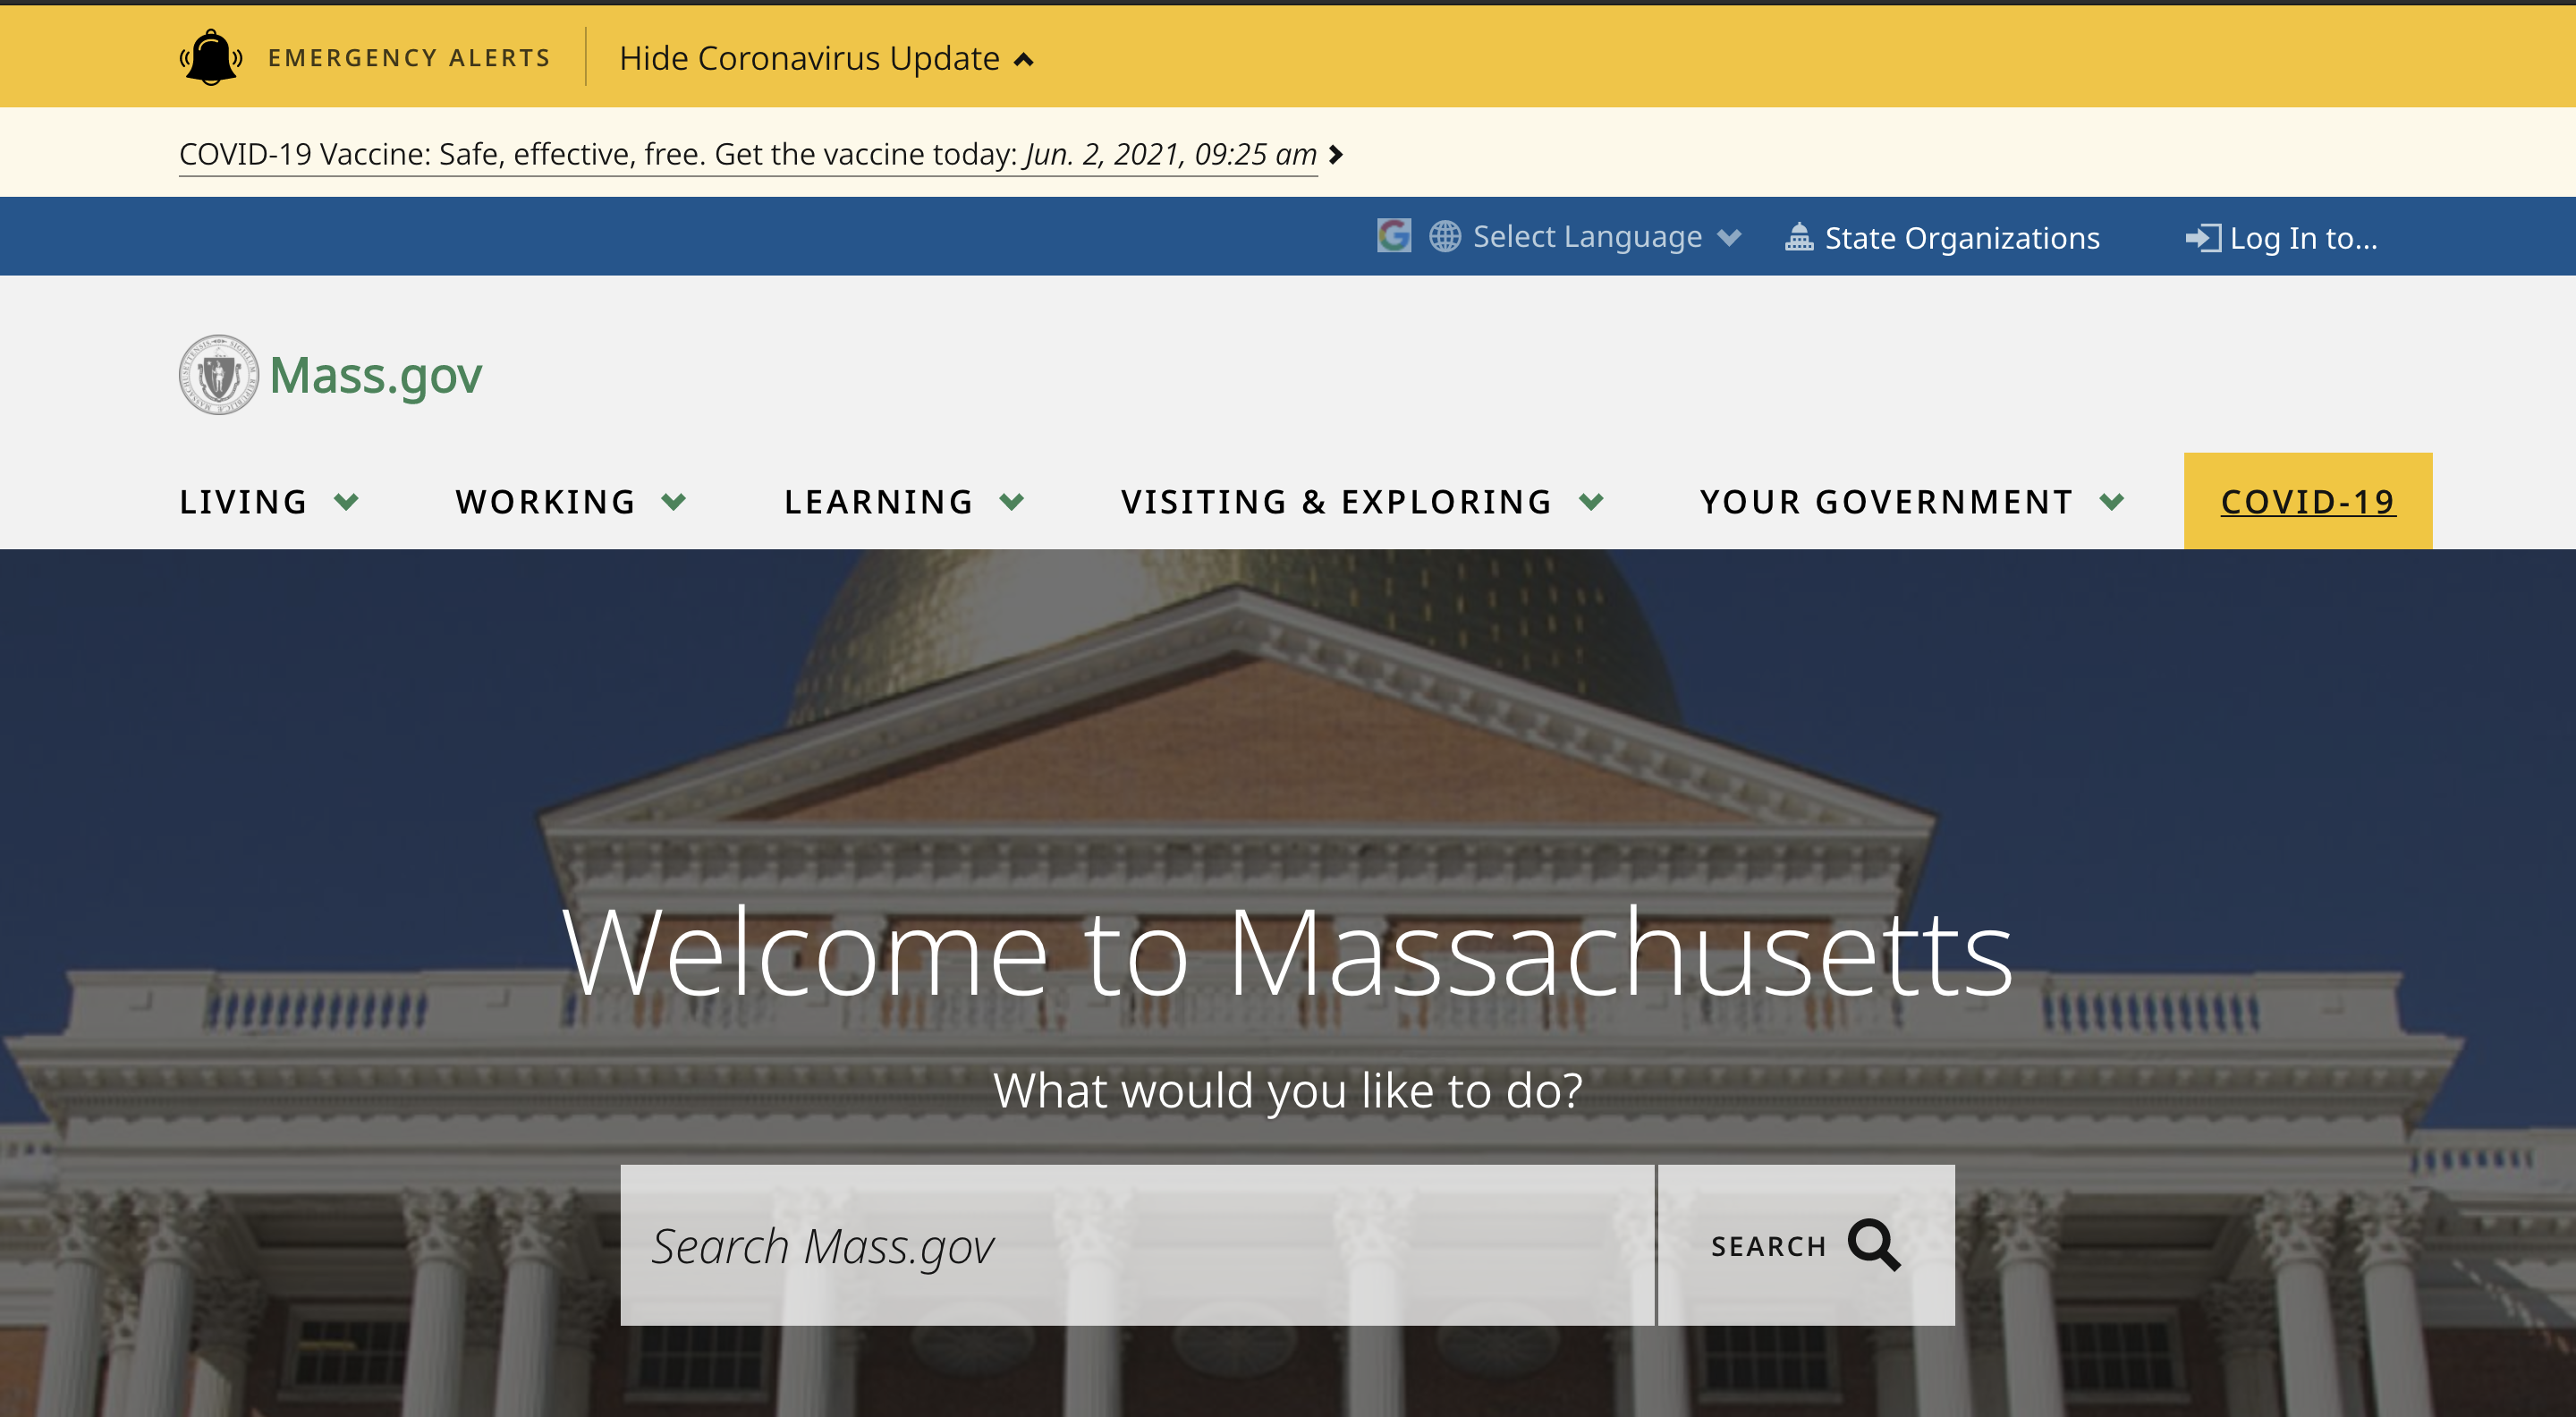 EMERGENCY ALERTS
Hide Coronavirus Update
COVID-19 Vaccine: Safe, effective, free. Get the vaccine today: Jun. 2, 2021, 09:25 am
Select Language
State Organizations
Log In to...
Mass.gov
LIVING
WORKING
LEARNING
VISITING & EXPLORING
YOUR GOVERNMENT
COVID-19
Welcome to Massachusetts
What would you like to do?
Search Mass.gov
SEARCH